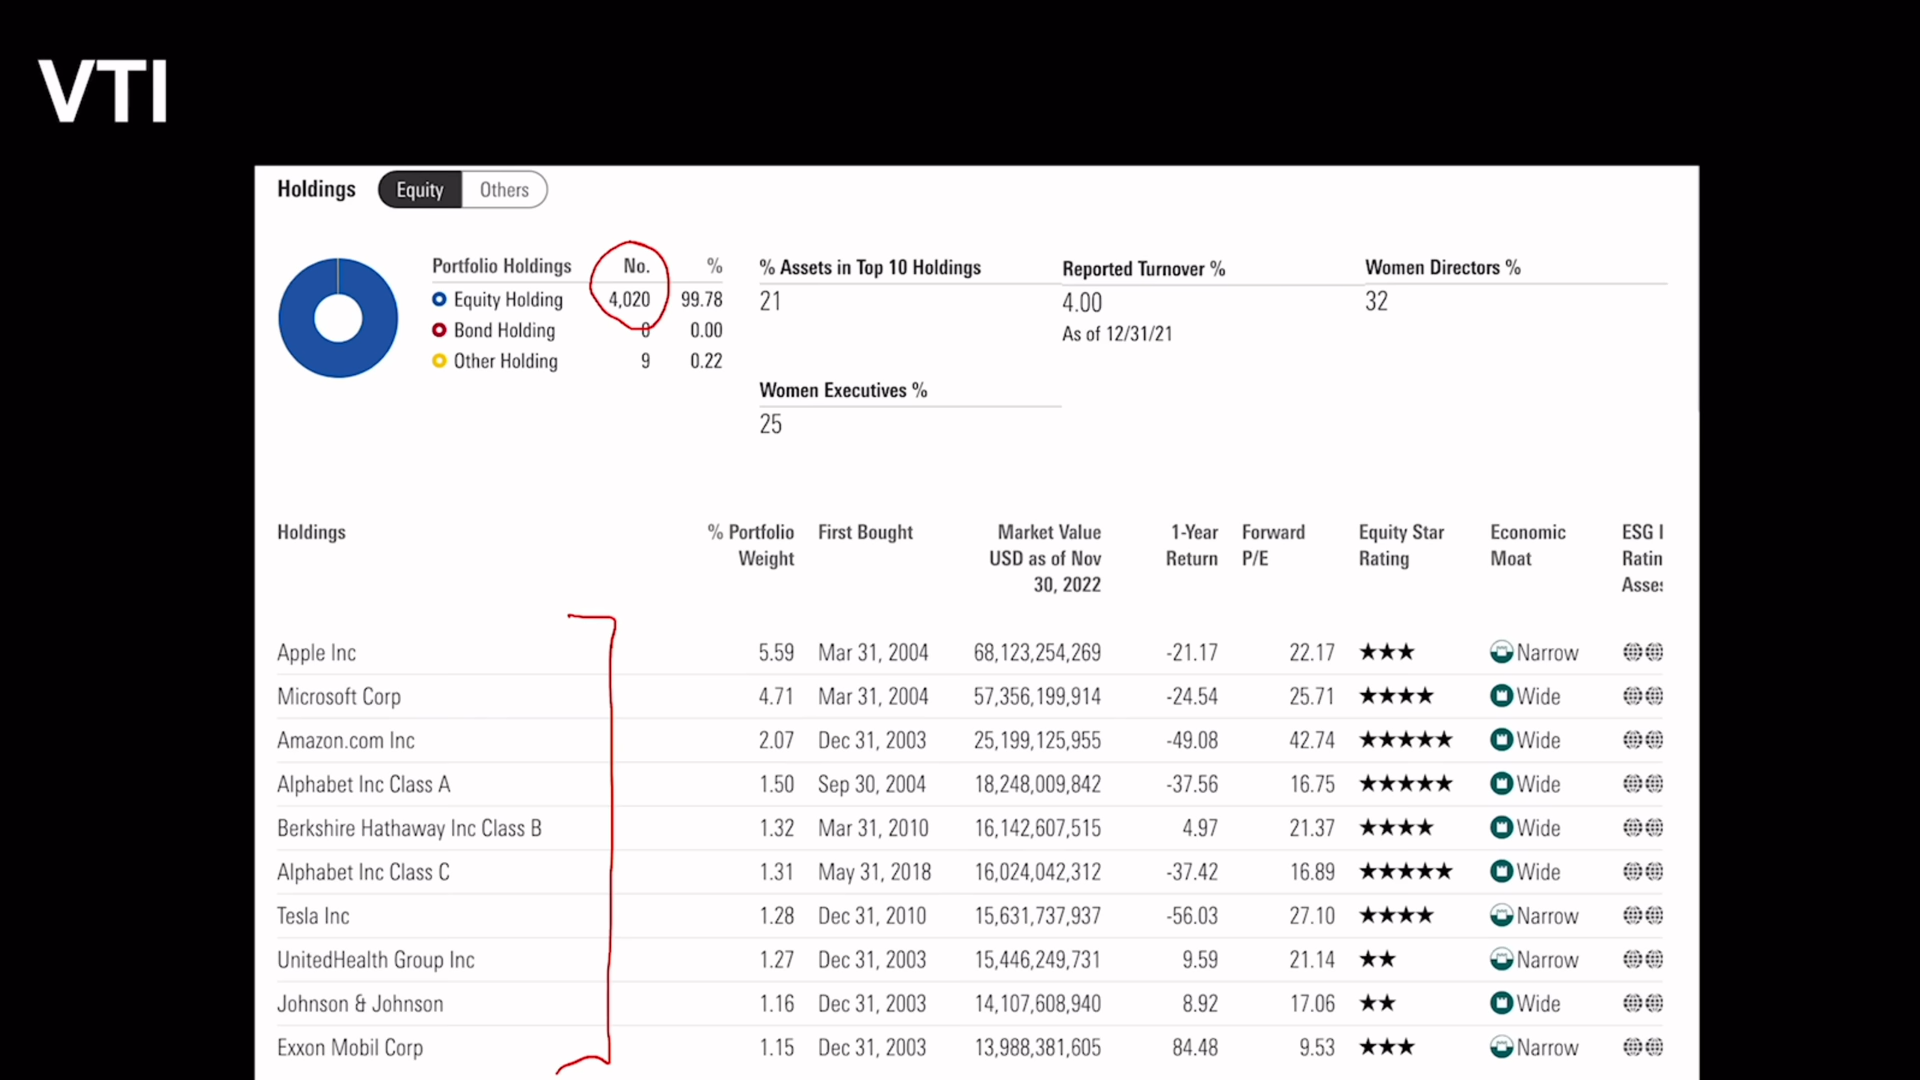 VTI
Holdings Equity Others
Portfolio Holdings No. %
Equity Holding 4,020 99.78
Bond Holding 0 0.00
Other Holding 9 0.22
% Assets in Top 10 Holdings
21
Reported Turnover %
4.00
As of 12/31/21
Women Directors %
32
Women Executives %
25
Holdings % Portfolio First Bought Market Value 1-Year Forward Equity Star Economic ESG I
Weight USD as of Nov Return P/E Rating Moat Ratin
30, 2022 Asses
Apple Inc 5.59 Mar 31, 2004 68,123,254,269 -21.17 22.17 ★★★ Narrow
Microsoft Corp 4.71 Mar 31, 2004 57,356,199,914 -24.54 25.71 ★★★★ Wide
Amazon.com Inc 2.07 Dec 31, 2003 25,199,125,955 -49.08 42.74 ★★★★★ Wide
Alphabet Inc Class A 1.50 Sep 30, 2004 18,248,009,842 -37.56 16.75 ★★★★★ Wide
Berkshire Hathaway Inc Class B 1.32 Mar 31, 2010 16,142,607,515 4.97 21.37 ★★★★ Wide
Alphabet Inc Class C 1.31 May 31, 2018 16,024,042,312 -37.42 16.89 ★★★★★ Wide
Tesla Inc 1.28 Dec 31, 2010 15,631,737,937 -56.03 27.10 ★★★★ Narrow
UnitedHealth Group Inc 1.27 Dec 31, 2003 15,446,249,731 9.59 21.14 ★★ Narrow
Johnson & Johnson 1.16 Dec 31, 2003 14,107,608,940 8.92 17.06 ★★ Wide
Exxon Mobil Corp 1.15 Dec 31, 2003 13,988,381,605 84.48 9.53 ★★★ Narrow